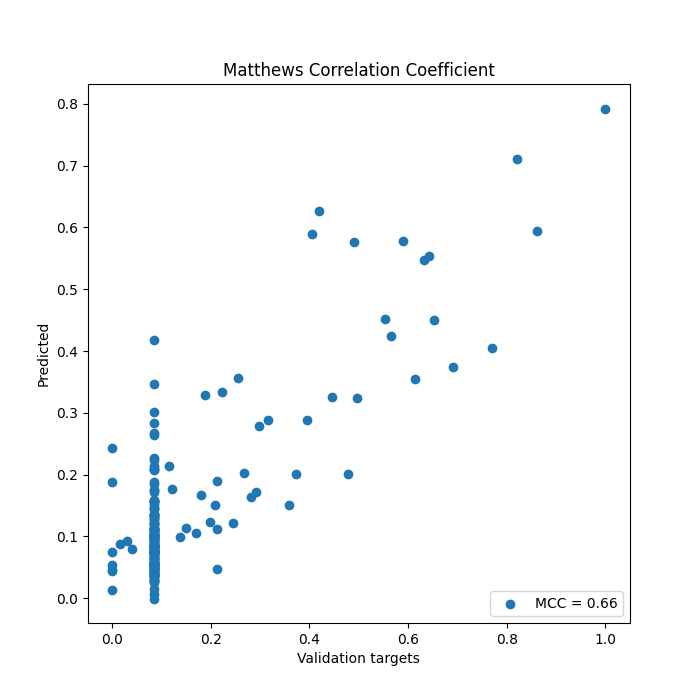 Matthews Correlation Coefficient
0.8
0.7
0.6
0.5
0.4
0.3
0.2
0.1
0.0
Predicted
MCC = 0.66
0.0 0.2 0.4 0.6 0.8 1.0
Validation targets